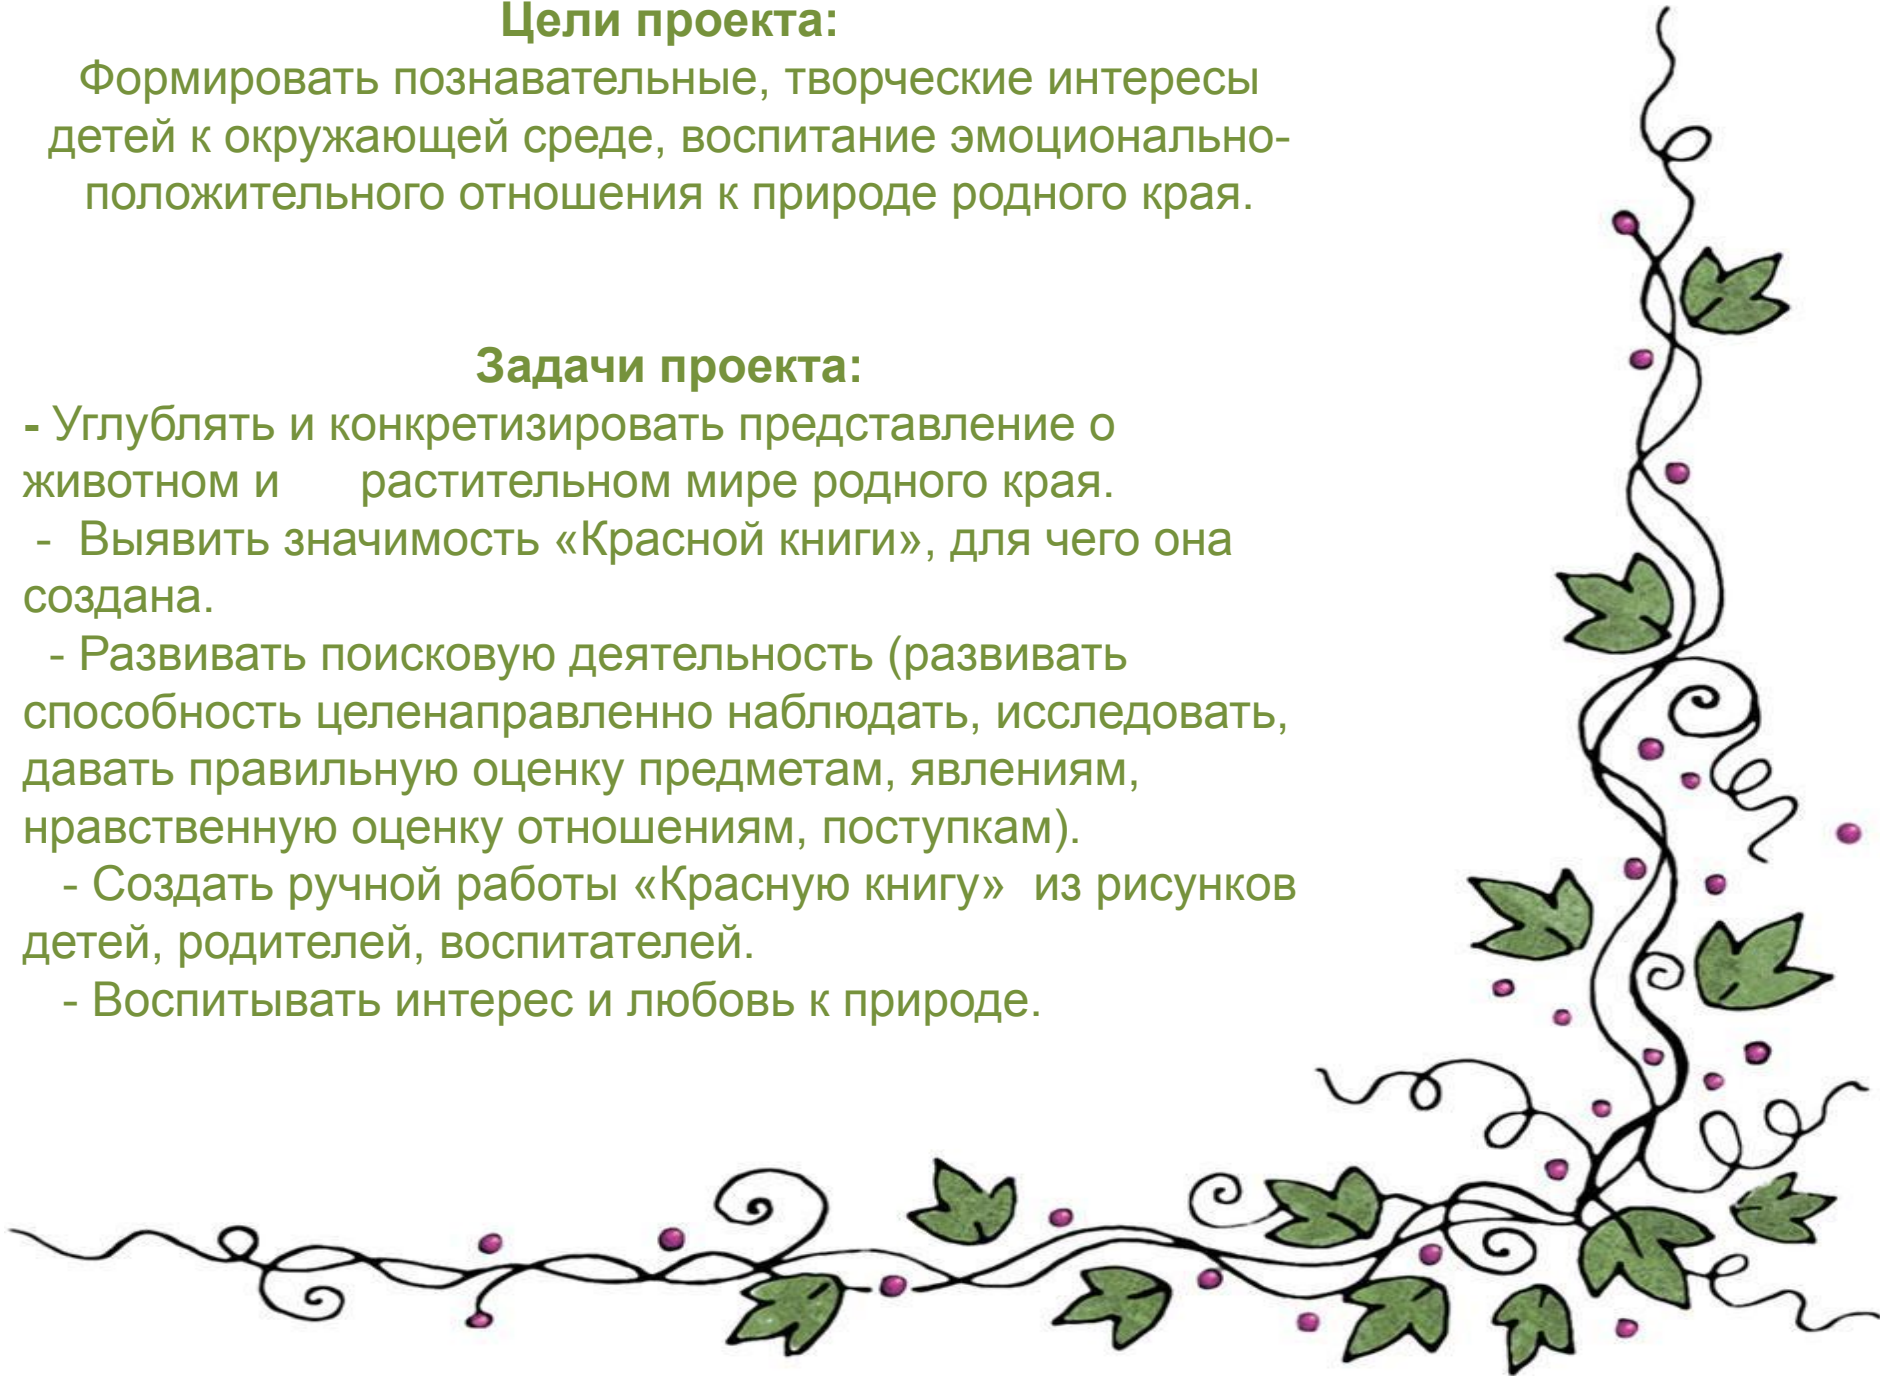 Цели проекта:
Формировать познавательные, творческие интересы
детей к окружающей среде, воспитание эмоционально-
положительного отношения к природе родного края.
Задачи проекта:
- Углублять и конкретизировать представление о
животном и растительном мире родного края.
- Выявить значимость «Красной книги», для чего она
создана.
- Развивать поисковую деятельность (развивать
способность целенаправленно наблюдать, исследовать,
давать правильную оценку предметам, явлениям,
нравственную оценку отношениям, поступкам).
- Создать ручной работы «Красную книгу» из рисунков
детей, родителей, воспитателей.
- Воспитывать интерес и любовь к природе.